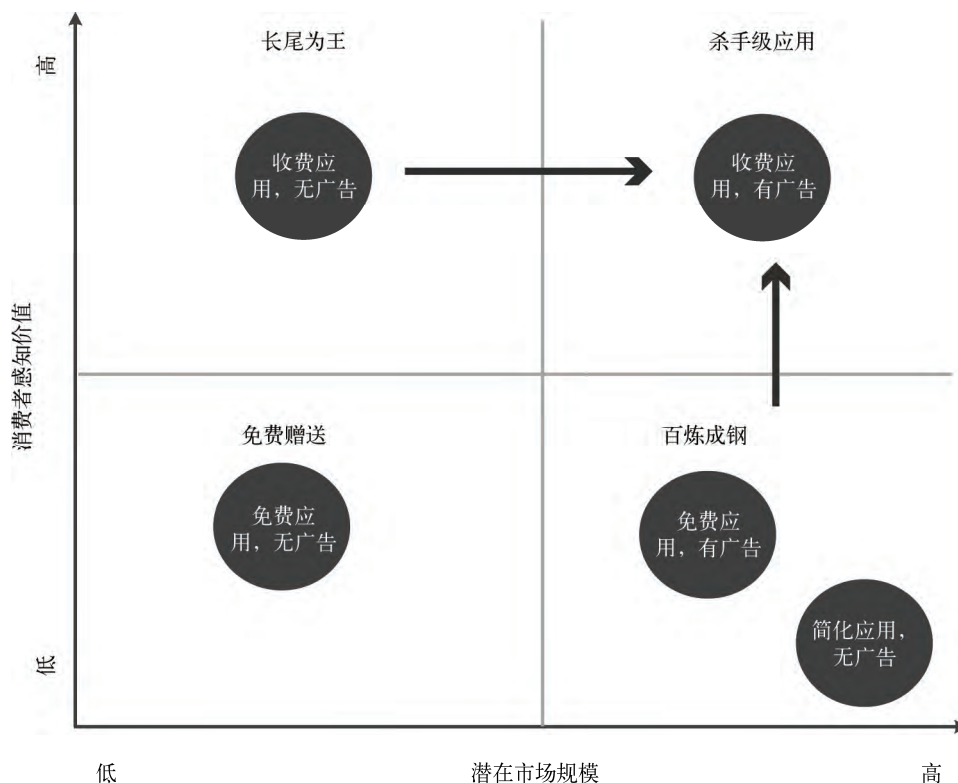 长尾为王
杀手级应用
高
收费应
用，无广告
收费应
用，有广告
消费者感知价值
免费赠送
百炼成钢
免费应
用，无广告
免费应
用，有广告
简化应用，
无广告
低
低
潜在市场规模
高